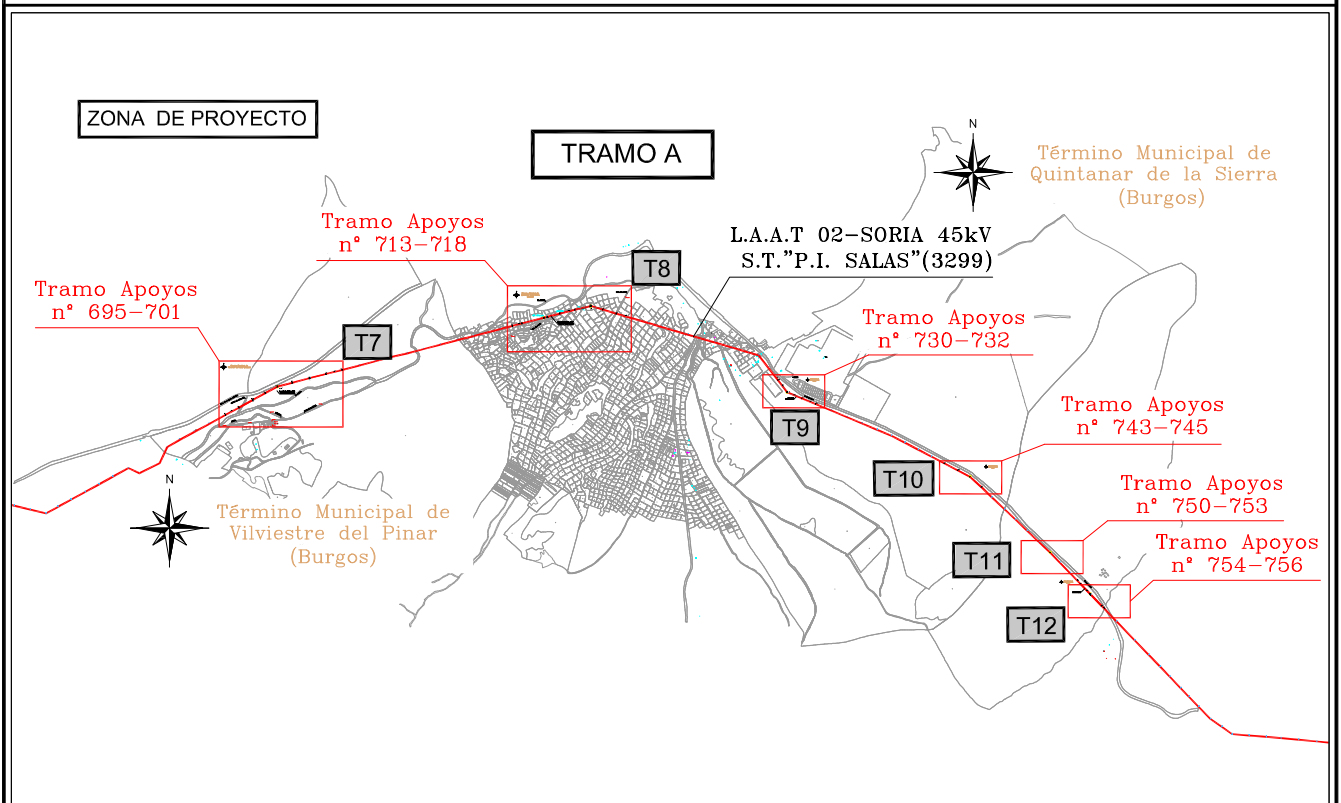 ZONA DE PROYECTO
TRAMO A
N
Término Municipal de
Quintanar de la Sierra
(Burgos)
Tramo Apoyos
nº 713-718
L.A.A.T 02-SORIA 45kV
S.T."P.I. SALAS"(3299)
T8
Tramo Apoyos
nº 695-701
T7
Tramo Apoyos
nº 730-732
T9
Tramo Apoyos
nº 743-745
T10
Tramo Apoyos
nº 750-753
N
Término Municipal de
Vilviestre del Pinar
(Burgos)
T11
Tramo Apoyos
nº 754-756
T12